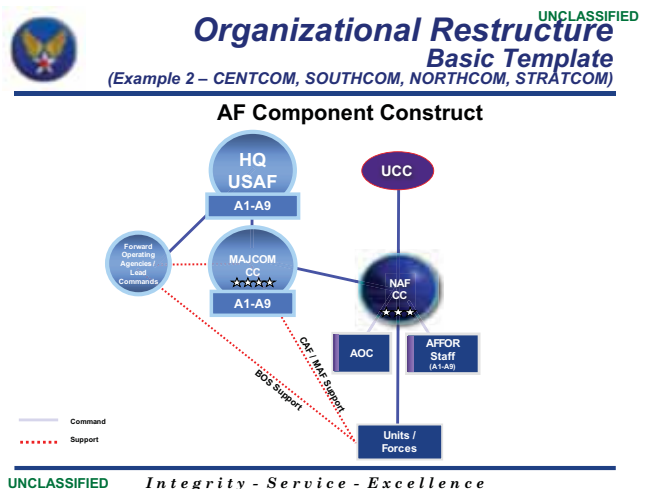 UNCLASSIFIED
Organizational Restructure
Basic Template
(Example 2 – CENTCOM, SOUTHCOM, NORTHCOM, STRATCOM)
AF Component Construct
HQ
USAF
A1-A9
UCC
Forward
Operating
Agencies /
Lead
Commands
MAJCOM
CC
A1-A9
NAF
CC
AOC
AFFOR
Staff
(A1-A9)
CAF / MAF Support
BOS Support
Command
Support
Units /
Forces
UNCLASSIFIED
Integrity - Service - Excellence